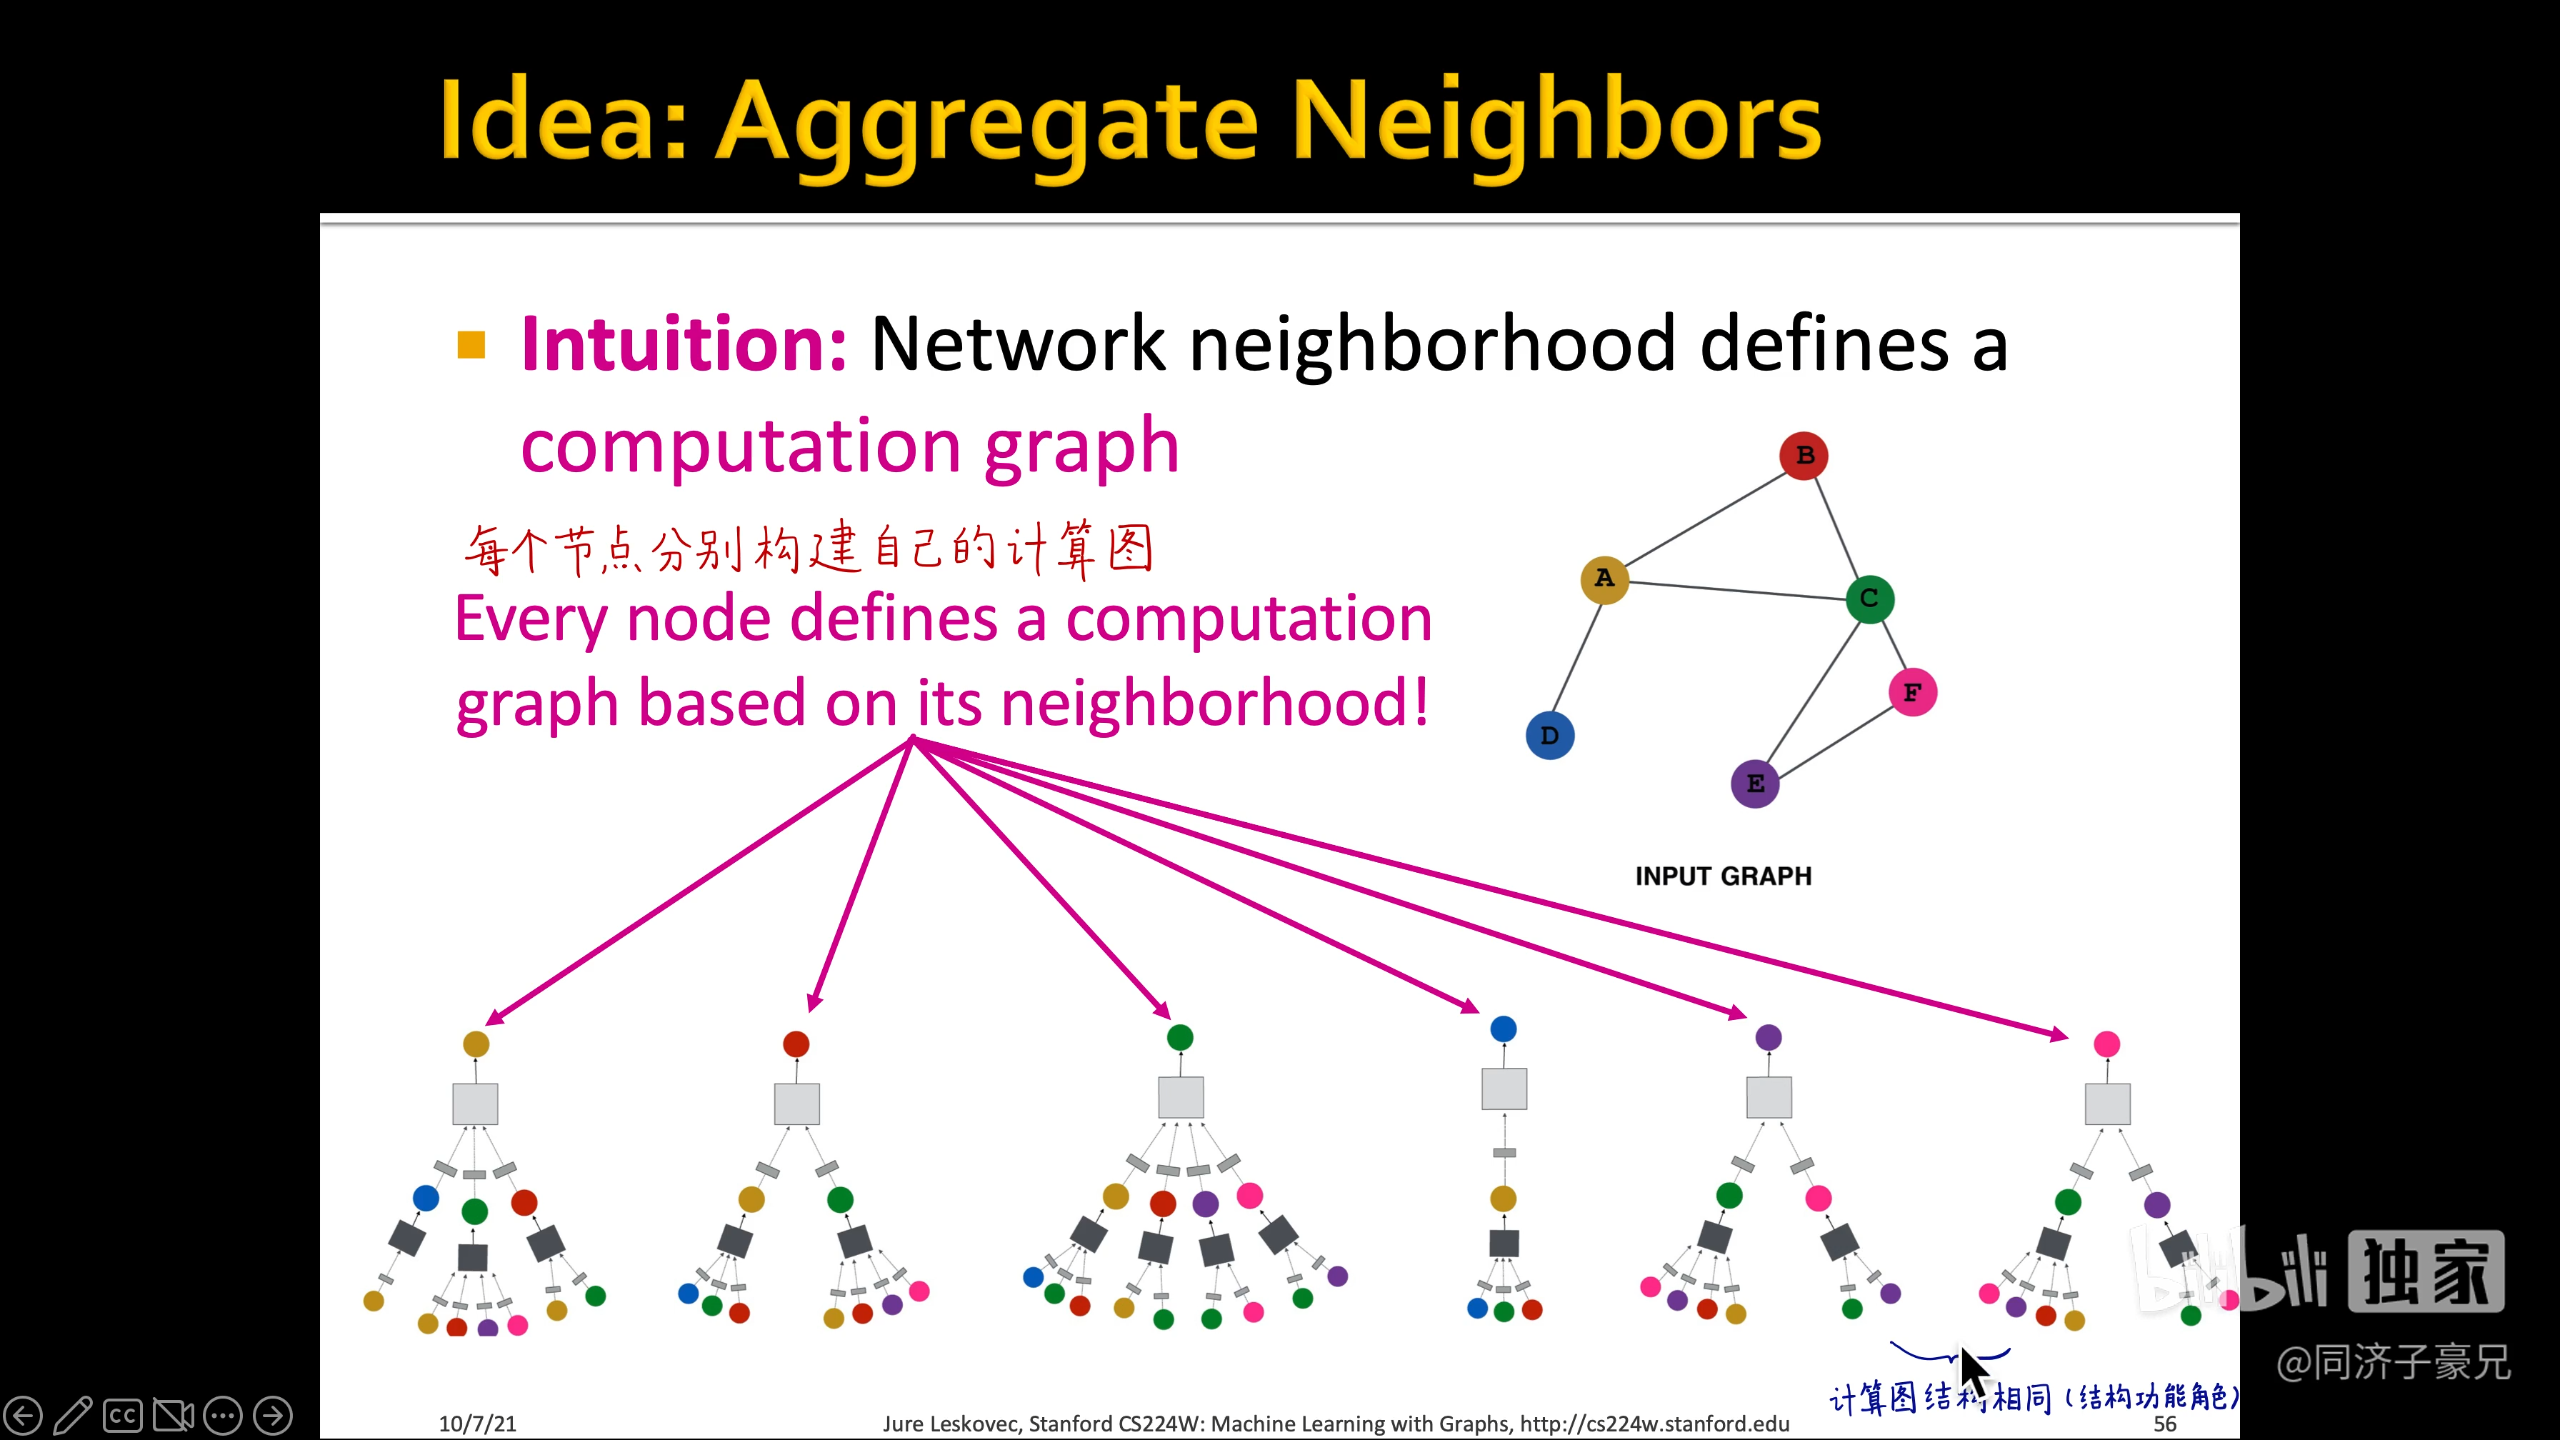 Idea: Aggregate Neighbors
Intuition: Network neighborhood defines a
computation graph
每个节点分别构建自己的计算图
Every node defines a computation
graph based on its neighborhood!
B
A
C
F
D
E
INPUT GRAPH
bilibili 独家
@同济子豪兄
计算图结构相同(结构功能角色)
CC
10/7/21
Jure Leskovec, Stanford CS224W: Machine Learning with Graphs, http://cs224w.stanford.edu
56